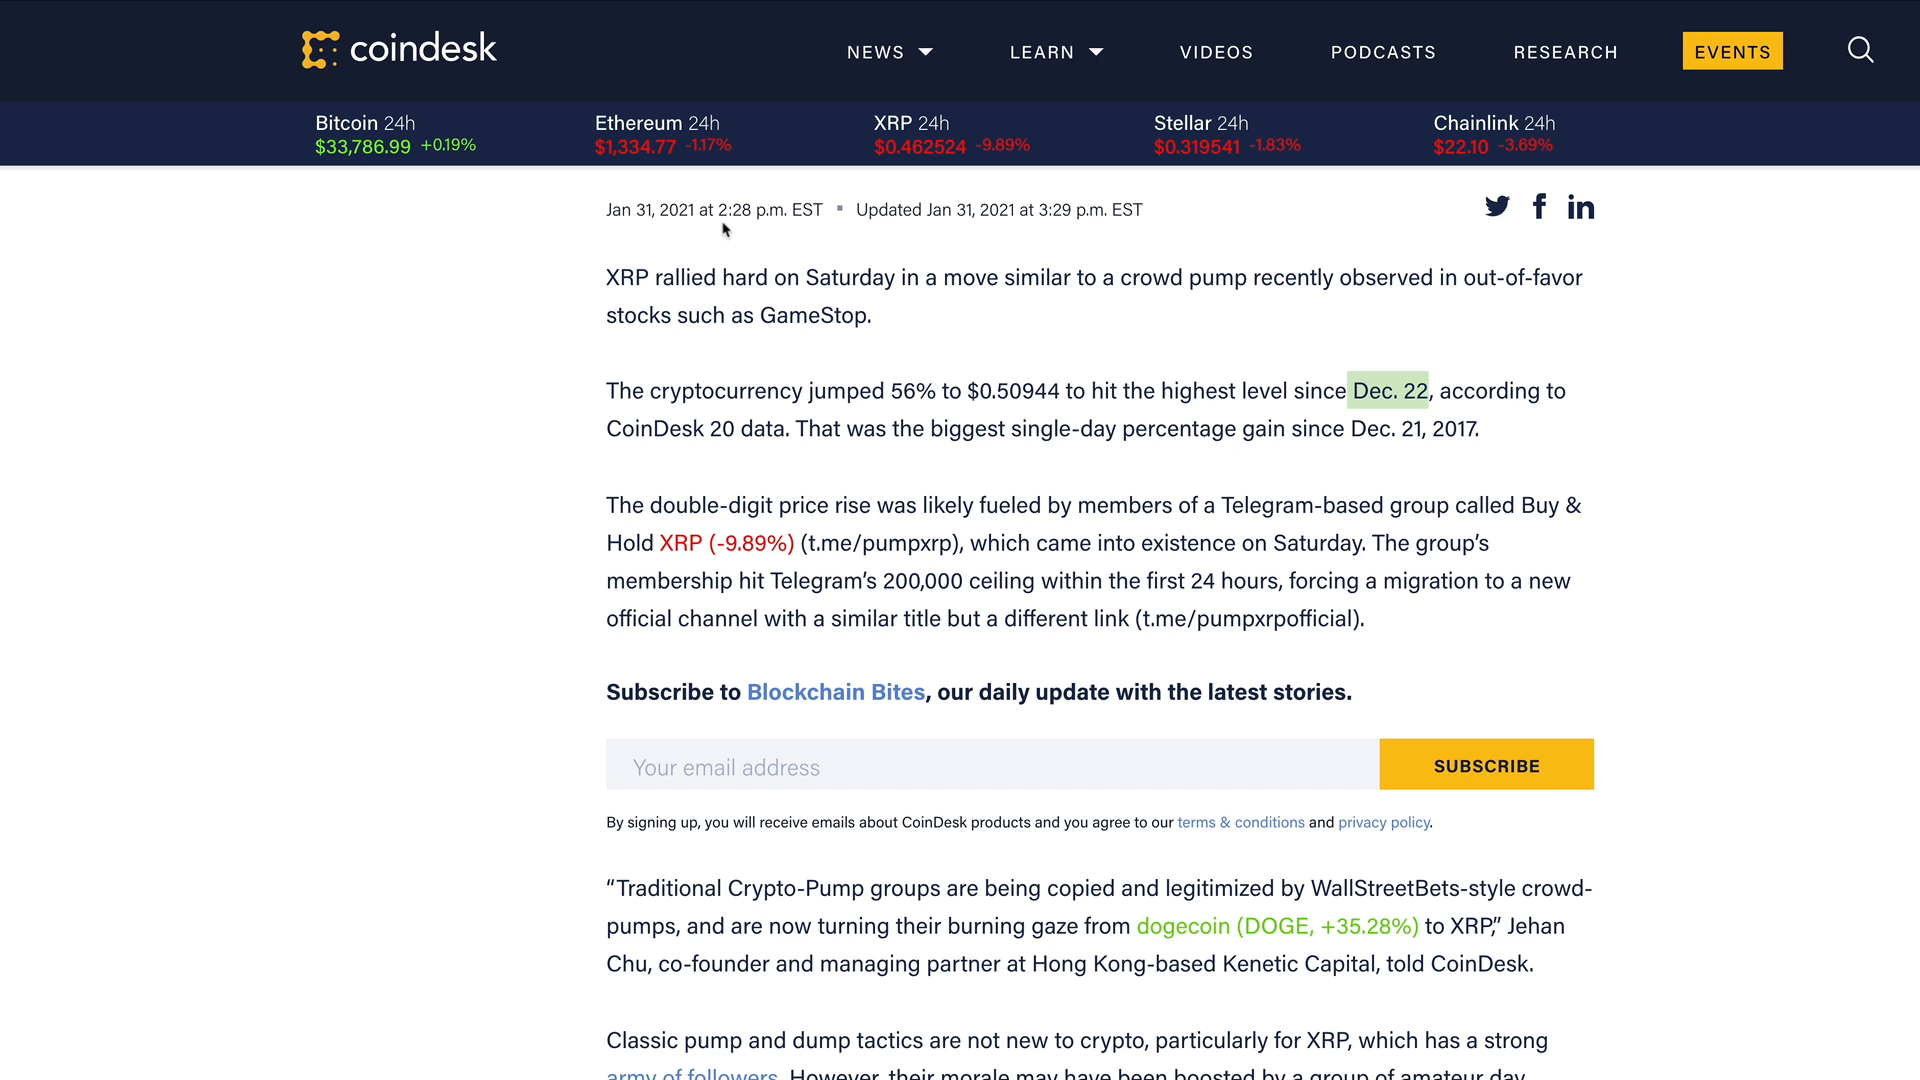 coindesk
NEWS
LEARN
VIDEOS
PODCASTS
RESEARCH
EVENTS
Bitcoin 24h
$33,786.99 +0.19%
Ethereum 24h
$1,334.77 -1.17%
XRP 24h
$0.462524 -9.89%
Stellar 24h
$0.319541 -1.83%
Chainlink 24h
$22.10 -3.69%
Jan 31, 2021 at 2:28 p.m. EST ▪ Updated Jan 31, 2021 at 3:29 p.m. EST
XRP rallied hard on Saturday in a move similar to a crowd pump recently observed in out-of-favor
stocks such as GameStop.
The cryptocurrency jumped 56% to $0.50944 to hit the highest level since Dec. 22, according to
CoinDesk 20 data. That was the biggest single-day percentage gain since Dec. 21, 2017.
The double-digit price rise was likely fueled by members of a Telegram-based group called Buy &
Hold XRP (-9.89%) (t.me/pumpxrp), which came into existence on Saturday. The group's
membership hit Telegram's 200,000 ceiling within the first 24 hours, forcing a migration to a new
official channel with a similar title but a different link (t.me/pumpxrpofficial).
Subscribe to Blockchain Bites, our daily update with the latest stories.
Your email address
SUBSCRIBE
By signing up, you will receive emails about CoinDesk products and you agree to our terms & conditions and privacy policy.
“Traditional Crypto-Pump groups are being copied and legitimized by WallStreetBets-style crowd-
pumps, and are now turning their burning gaze from dogecoin (DOGE, +35.28%) to XRP,” Jehan
Chu, co-founder and managing partner at Hong Kong-based Kenetic Capital, told CoinDesk.
Classic pump and dump tactics are not new to crypto, particularly for XRP, which has a strong
army of followers. However, their morale may have been boosted by a group of amateur day